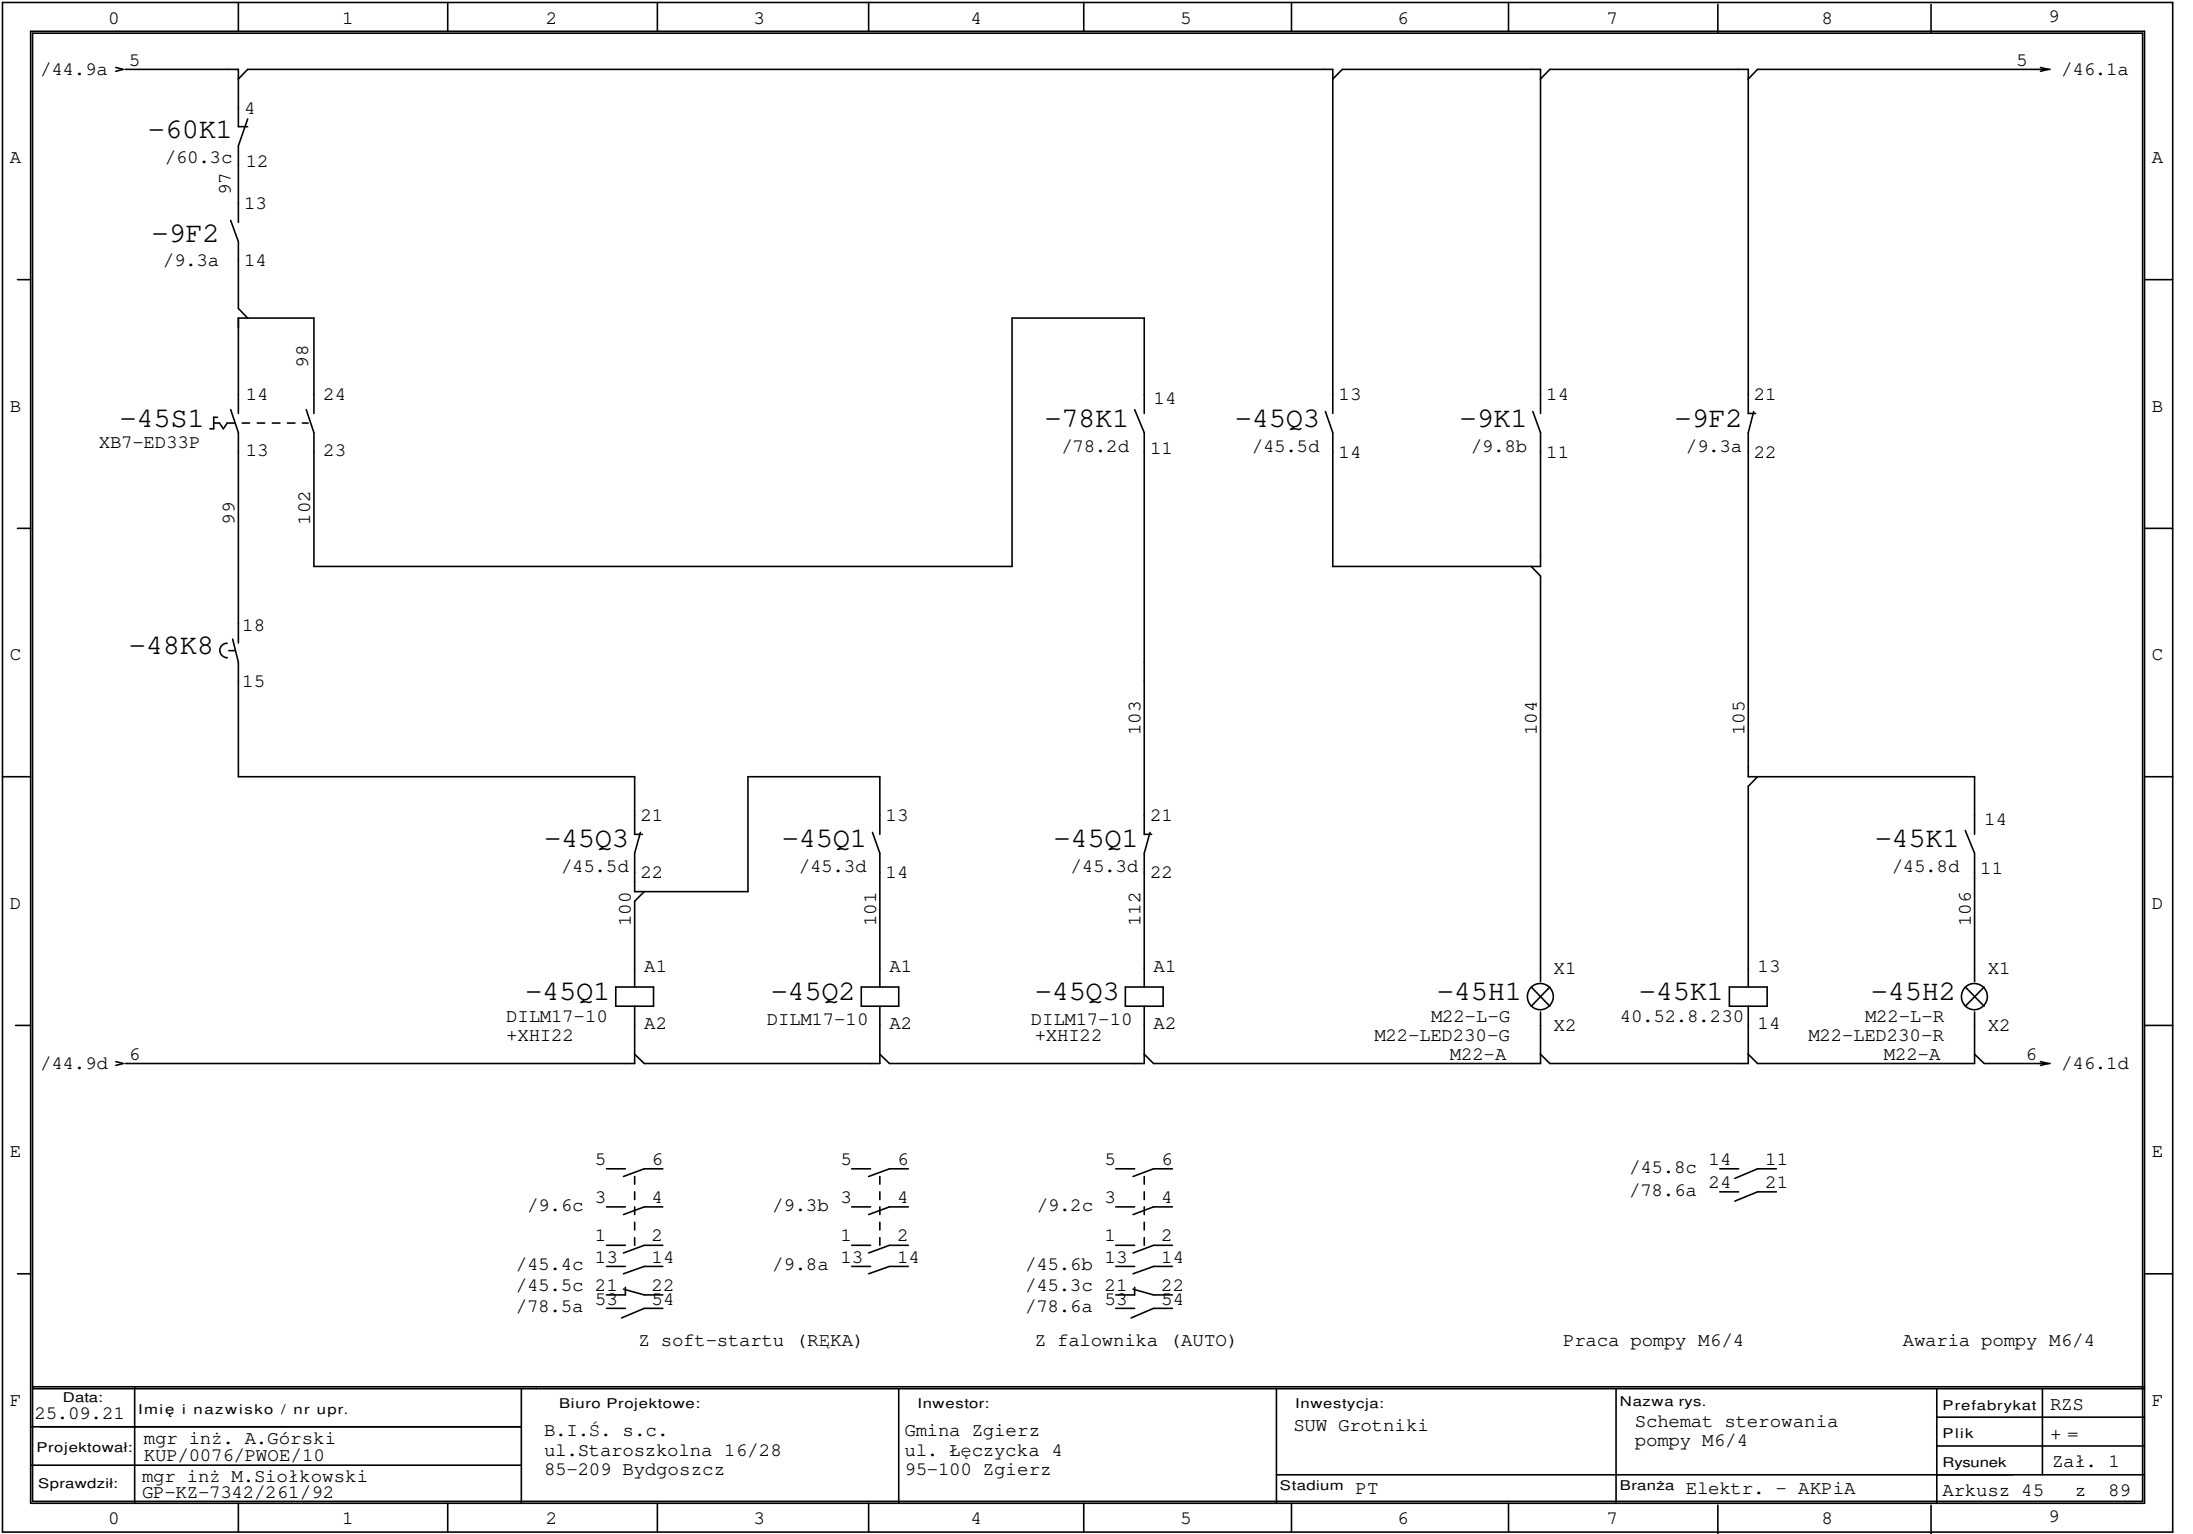 0 1 2 3 4 5 6 7 8 9
/44.9a 5
5 /46.1a
4
-60K1
/60.3c 12
97
13
-9F2
/9.3a 14
A A
98
14 24
-45S1
XB7-ED33P
13 23
99 102
14
-78K1
/78.2d 11
13
-45Q3
/45.5d 14
14
-9K1
/9.8b 11
21
-9F2
/9.3a 22
B B
18
-48K8
15
103 104 105
C C
21
-45Q3
/45.5d 22
100
13
-45Q1
/45.3d 14
101
21
-45Q1
/45.3d 22
112
14
-45K1
/45.8d 11
106
D D
A1
-45Q1
DILM17-10
+XHI22
A2
A1
-45Q2
DILM17-10
A2
A1
-45Q3
DILM17-10
+XHI22
A2
X1
-45H1
M22-L-G
M22-LED230-G
M22-A
X2
13
-45K1
40.52.8.230
14
X1
-45H2
M22-L-R
M22-LED230-R
M22-A
X2
/44.9d 6
6 /46.1d
E E
5 6
/9.6c 3 4
1 2
/45.4c 13 14
/45.5c 21 22
/78.5a 53 54
5 6
/9.3b 3 4
1 2
/9.8a 13 14
5 6
/9.2c 3 4
1 2
/45.6b 13 14
/45.3c 21 22
/78.6a 53 54
/45.8c 14 11
/78.6a 24 21
Z soft-startu (RĘKA)
Z falownika (AUTO)
Praca pompy M6/4
Awaria pompy M6/4
F F
Data:
25.09.21
Imię i nazwisko / nr upr.
Projektował:
mgr inż. A.Górski
KUP/0076/PWOE/10
Sprawdził:
mgr inż M.Siołkowski
GP-KZ-7342/261/92
Biuro Projektowe:
B.I.Ś. s.c.
ul.Staroszkolna 16/28
85-209 Bydgoszcz
Inwestor:
Gmina Zgierz
ul. Łęczycka 4
95-100 Zgierz
Inwestycja:
SUW Grotniki
Stadium PT
Nazwa rys.
Schemat sterowania
pompy M6/4
Branża Elektr. - AKPiA
Prefabrykat RZS
Plik + =
Rysunek Zał. 1
Arkusz 45 z 89
0 1 2 3 4 5 6 7 8 9